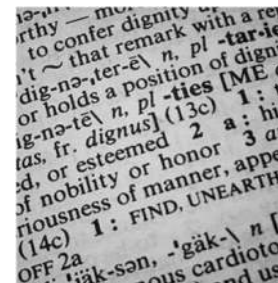 orthy — mo
to confer dignity u
't ~ that remark with a re
dig-nə-ˌter-ē\ n, pl -tar·ie
or holds a position of dign
ig-nə-tē\ n, pl -ties [ME
tas, fr. dignus] (13c) 1 :
d, or esteemed 2 a : hi
of nobility or honor 3 a
riousness of manner, appe
(14c) 1 : FIND, UNEARTH
OFF 2a
jäk-sən, -ˈgäk-\ n
ous cardioto